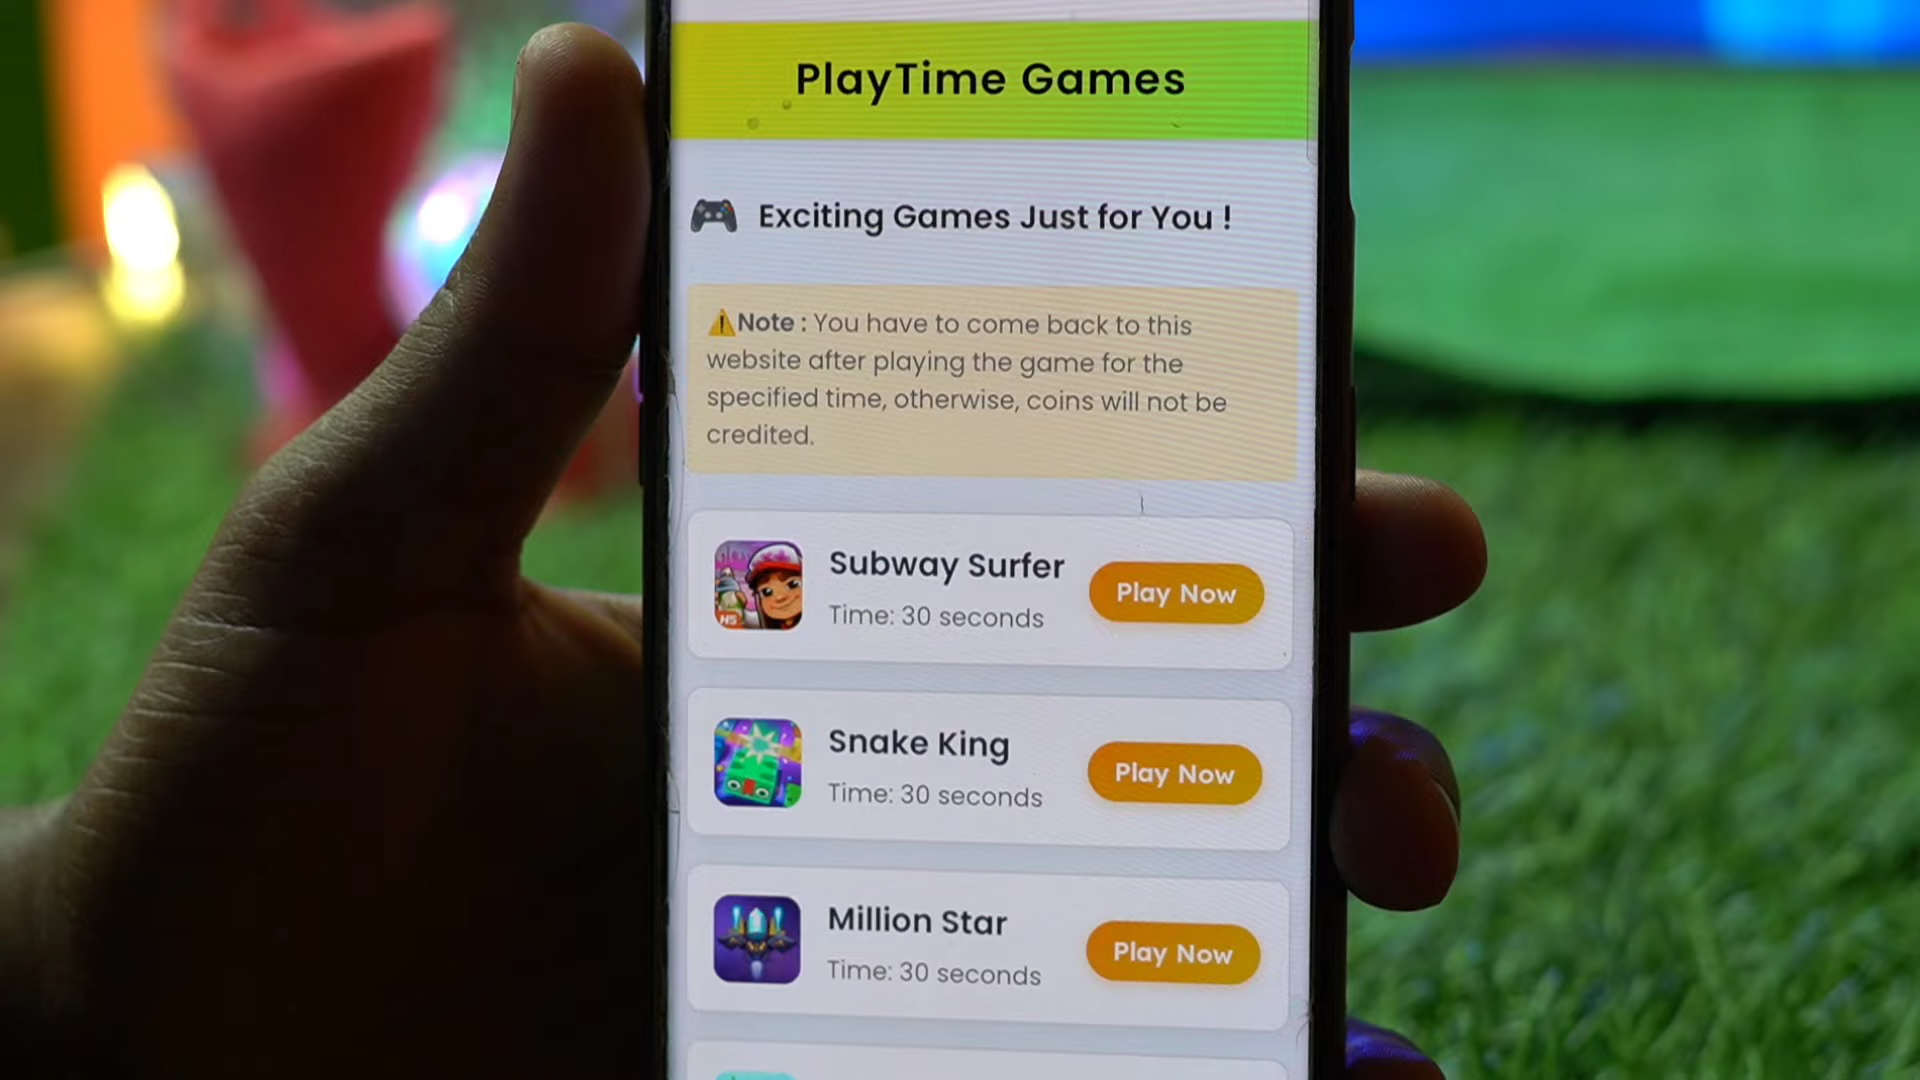 PlayTime Games
Exciting Games Just for You !
Note : You have to come back to this
website after playing the game for the
specified time, otherwise, coins will not be
credited.
Subway Surfer
Time: 30 seconds
Play Now
H5
Snake King
Time: 30 seconds
Play Now
Million Star
Time: 30 seconds
Play Now